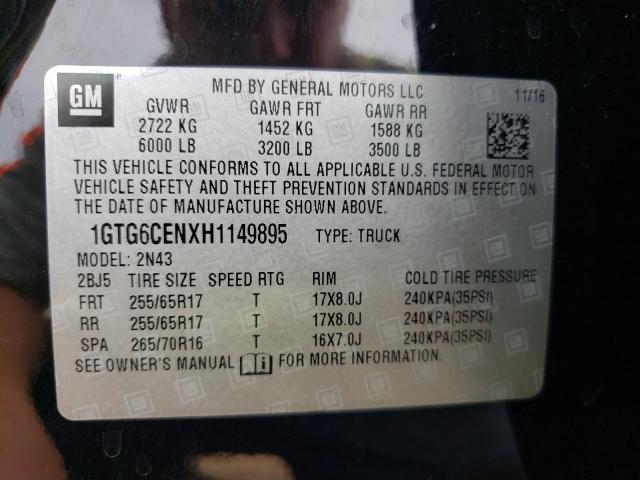 GM
MFD BY GENERAL MOTORS LLC 11/16
GVWR GAWR FRT GAWR RR
2722 KG 1452 KG 1588 KG
6000 LB 3200 LB 3500 LB
THIS VEHICLE CONFORMS TO ALL APPLICABLE U.S. FEDERAL MOTOR
VEHICLE SAFETY AND THEFT PREVENTION STANDARDS IN EFFECT ON
THE DATE OF MANUFACTURE SHOWN ABOVE.
1GTG6CENXH1149895 TYPE: TRUCK
MODEL: 2N43
2BJ5 TIRE SIZE SPEED RTG RIM COLD TIRE PRESSURE
FRT 255/65R17 T 17X8.0J 240KPA(35PSI)
RR 255/65R17 T 17X8.0J 240KPA(35PSI)
SPA 265/70R16 T 16X7.0J 240KPA(35PSI)
SEE OWNER'S MANUAL FOR MORE INFORMATION.